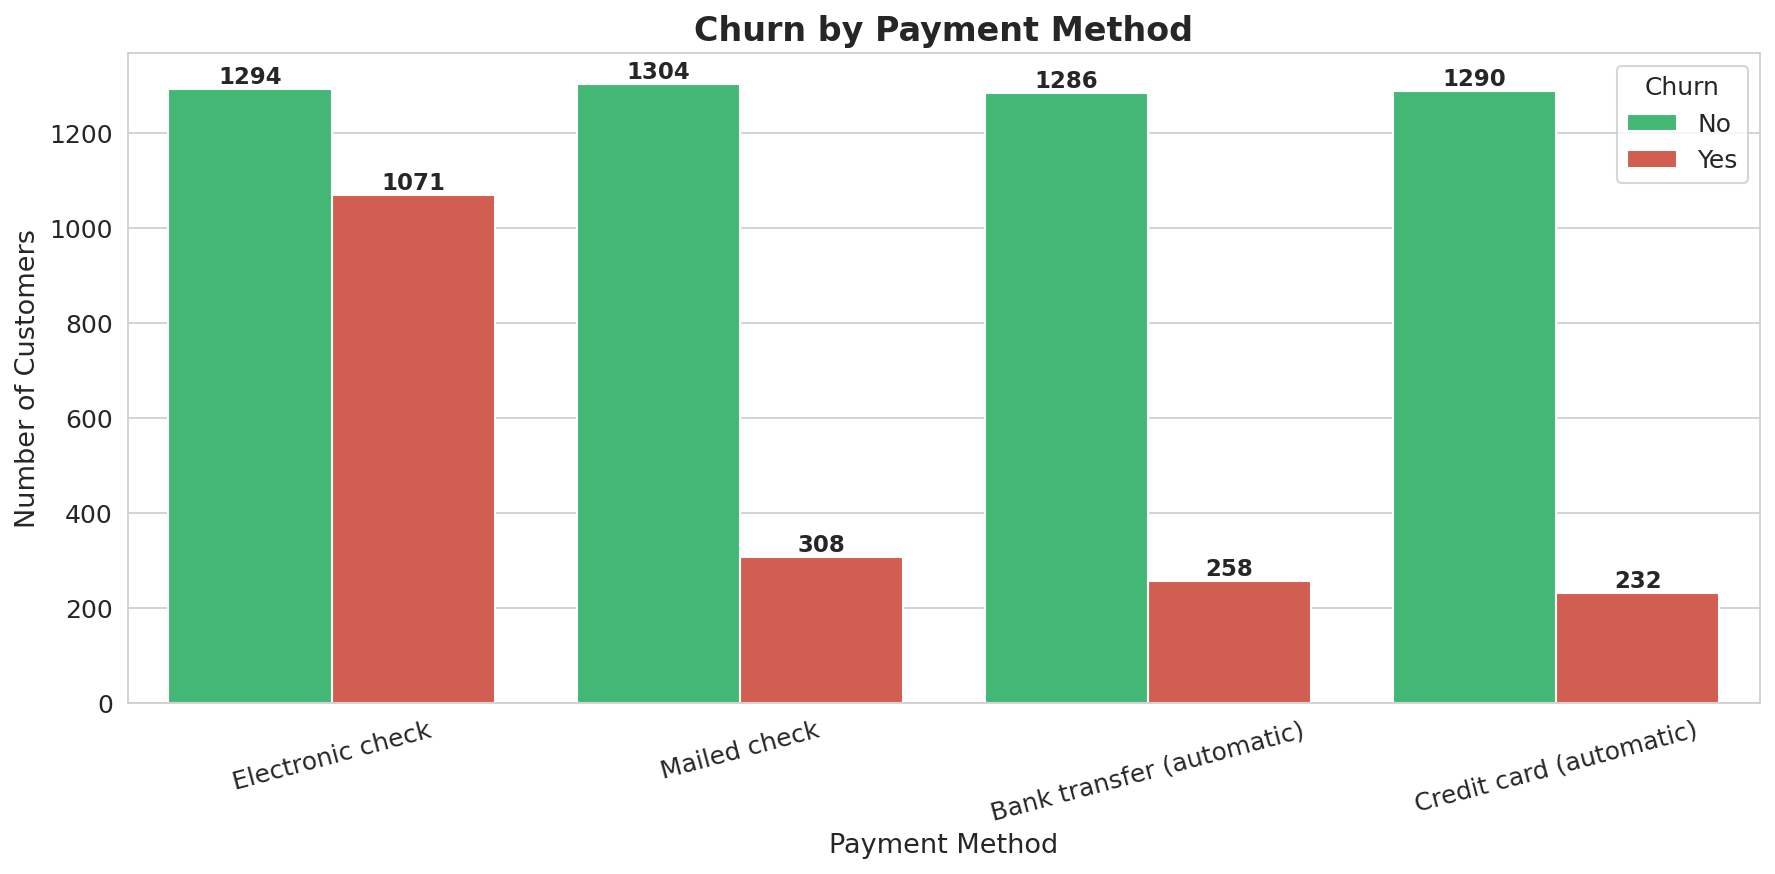 Churn by Payment Method
Churn
No
Yes
1294
1071
1304
308
1286
258
1290
232
Number of Customers
1200
1000
800
600
400
200
0
Electronic check
Mailed check
Bank transfer (automatic)
Credit card (automatic)
Payment Method